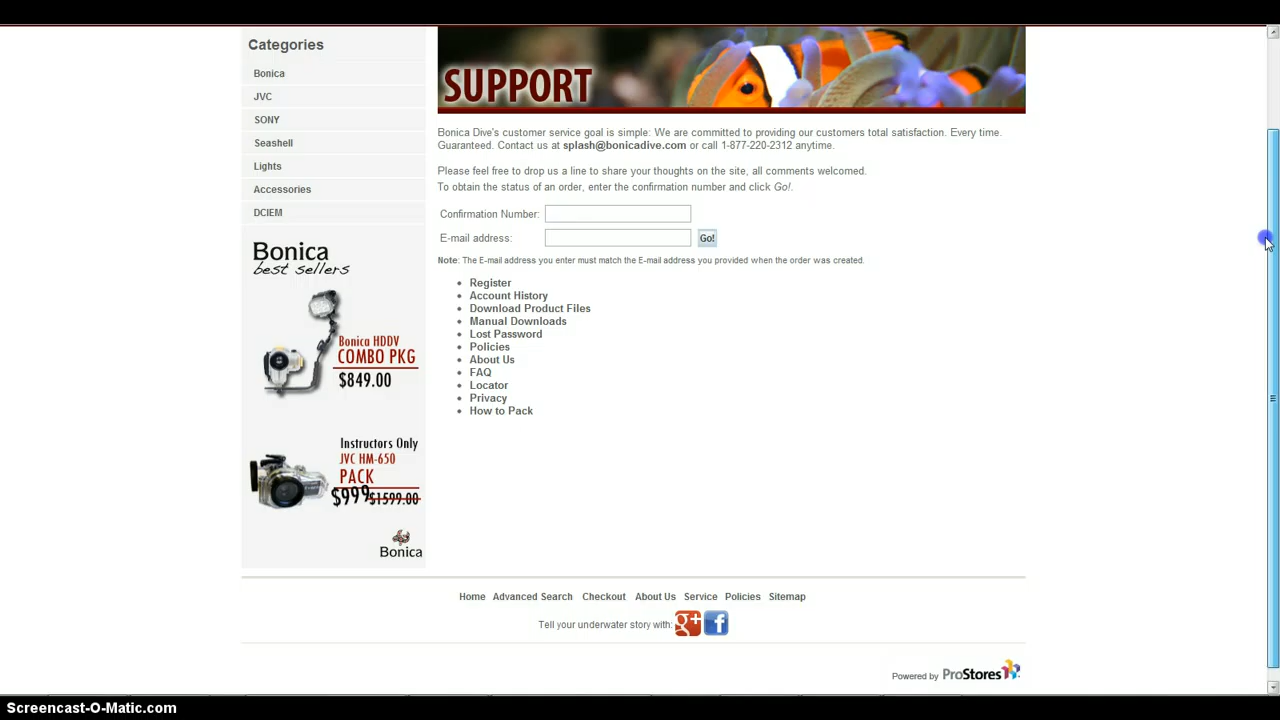 Categories
Bonica
JVC
SONY
Seashell
Lights
Accessories
DCIEM
Bonica
best sellers
Bonica HDDV
COMBO PKG
$849.00
Instructors Only
JVC HM-650
PACK
$999 $1599.00
Bonica
SUPPORT
Bonica Dive's customer service goal is simple: We are committed to providing our customers total satisfaction. Every time.
Guaranteed. Contact us at splash@bonicadive.com or call 1-877-220-2312 anytime.
Please feel free to drop us a line to share your thoughts on the site, all comments welcomed.
To obtain the status of an order, enter the confirmation number and click Go!.
Confirmation Number:
E-mail address: Go!
Note: The E-mail address you enter must match the E-mail address you provided when the order was created.
Register
Account History
Download Product Files
Manual Downloads
Lost Password
Policies
About Us
FAQ
Locator
Privacy
How to Pack
Home Advanced Search Checkout About Us Service Policies Sitemap
Tell your underwater story with: g+ f
Powered by ProStores
Screencast-O-Matic.com